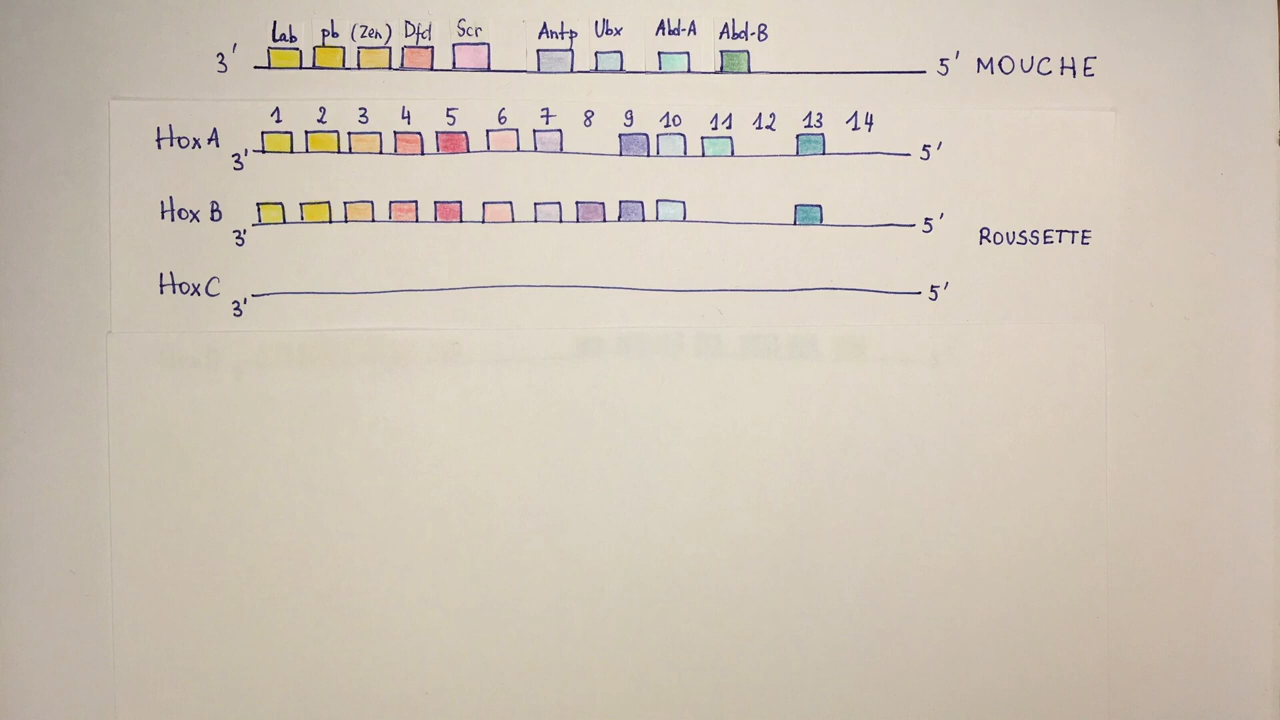 Lab pb (Zen) Dfd Scr Antp Ubx Abd-A Abd-B
3' 5' MOUCHE
1 2 3 4 5 6 7 8 9 10 11 12 13 14
Hox A 3' 5'
Hox B 3' 5'
ROUSSETTE
Hox C 3' 5'